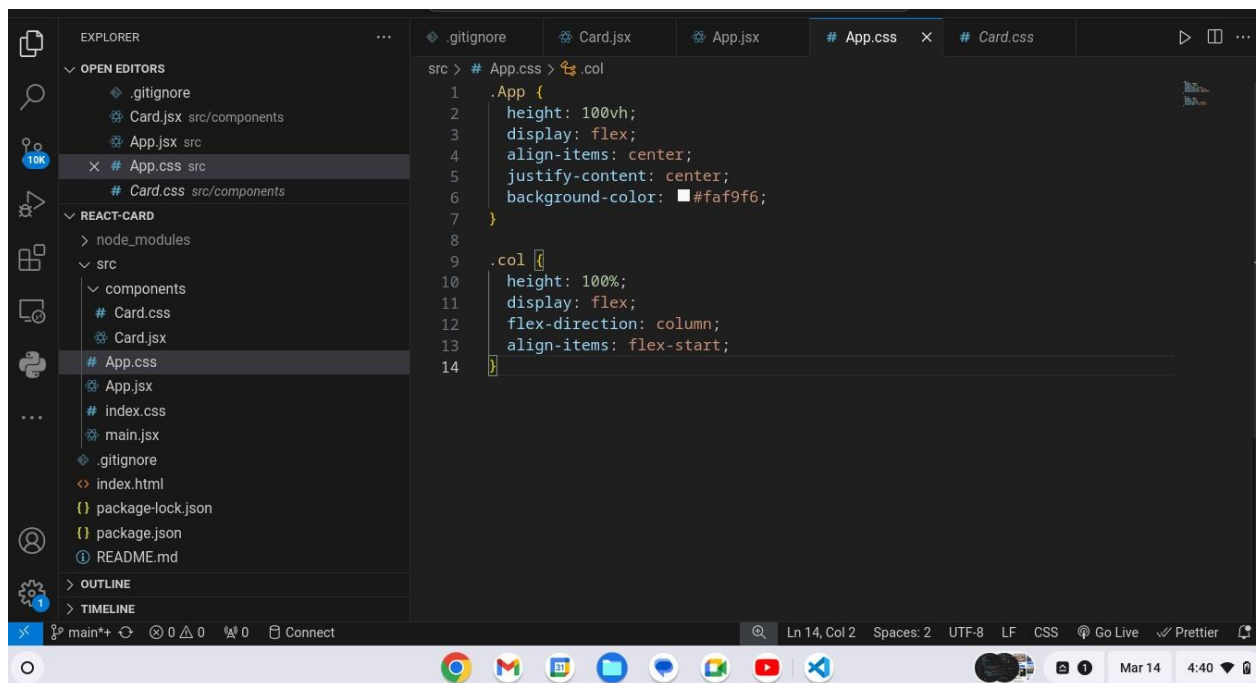 EXPLORER
···
OPEN EDITORS
.gitignore
Card.jsx src/components
App.jsx src
# App.css src
# Card.css src/components
REACT-CARD
node_modules
src
components
# Card.css
Card.jsx
# App.css
App.jsx
# index.css
main.jsx
.gitignore
<> index.html
{} package-lock.json
{} package.json
README.md
OUTLINE
TIMELINE
10K
1
.gitignore
Card.jsx
App.jsx
# App.css
# Card.css
src > # App.css > .col
1 .App {
2 height: 100vh;
3 display: flex;
4 align-items: center;
5 justify-content: center;
6 background-color: #faf9f6;
7 }
8
9 .col {
10 height: 100%;
11 display: flex;
12 flex-direction: column;
13 align-items: flex-start;
14 }
main*+ 0 0 0 Connect
Ln 14, Col 2 Spaces: 2 UTF-8 LF CSS Go Live Prettier
31
1 Mar 14 4:40